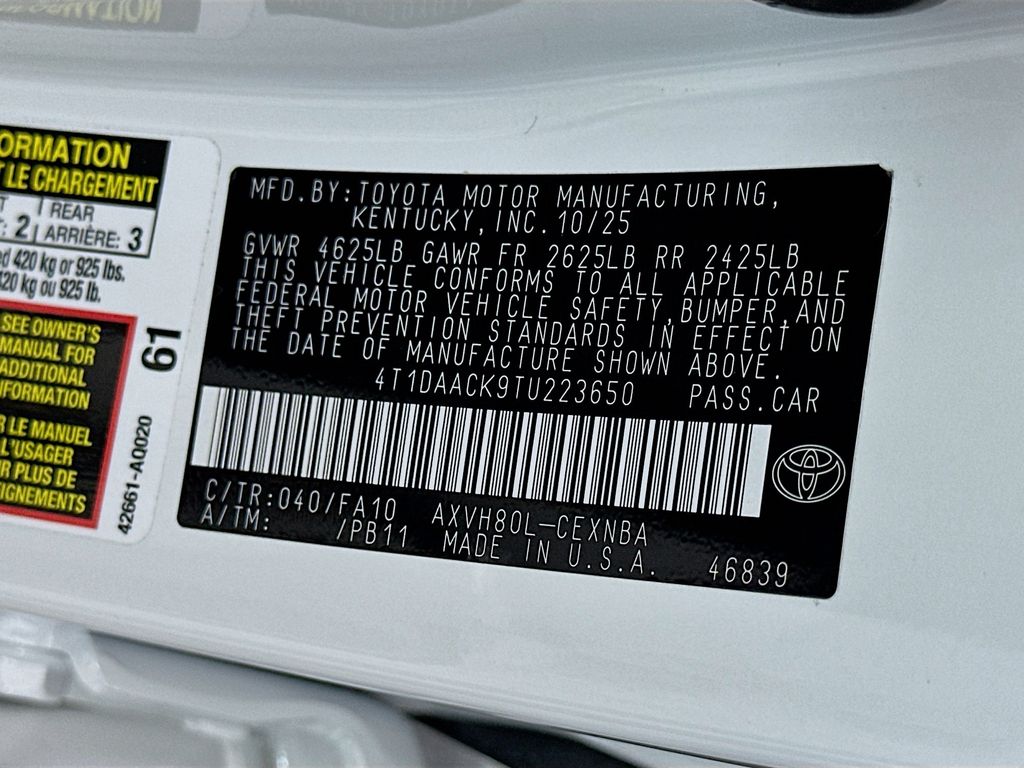 ORMATION
T LE CHARGEMENT
2 REAR
ARRIÈRE: 3
420 kg or 925 lbs.
420 kg ou 925 lb.
SEE OWNER'S
MANUAL FOR
ADDITIONAL
INFORMATION
LE MANUEL
L'USAGER
PLUS DE
61
42661-AQ020
MFD.BY:TOYOTA MOTOR MANUFACTURING,
KENTUCKY,INC.10/25
GVWR 4625LB GAWR FR 2625LB RR 2425LB
THIS VEHICLE CONFORMS TO ALL APPLICABLE
FEDERAL MOTOR VEHICLE SAFETY,BUMPER,AND
THEFT PREVENTION STANDARDS IN EFFECT ON
THE DATE OF MANUFACTURE SHOWN ABOVE.
4T1DAACK9TU223650 PASS.CAR
C/TR:040/FA10 AXVH80L-CEXNBA
A/TM: /PB11 MADE IN U.S.A. 46839